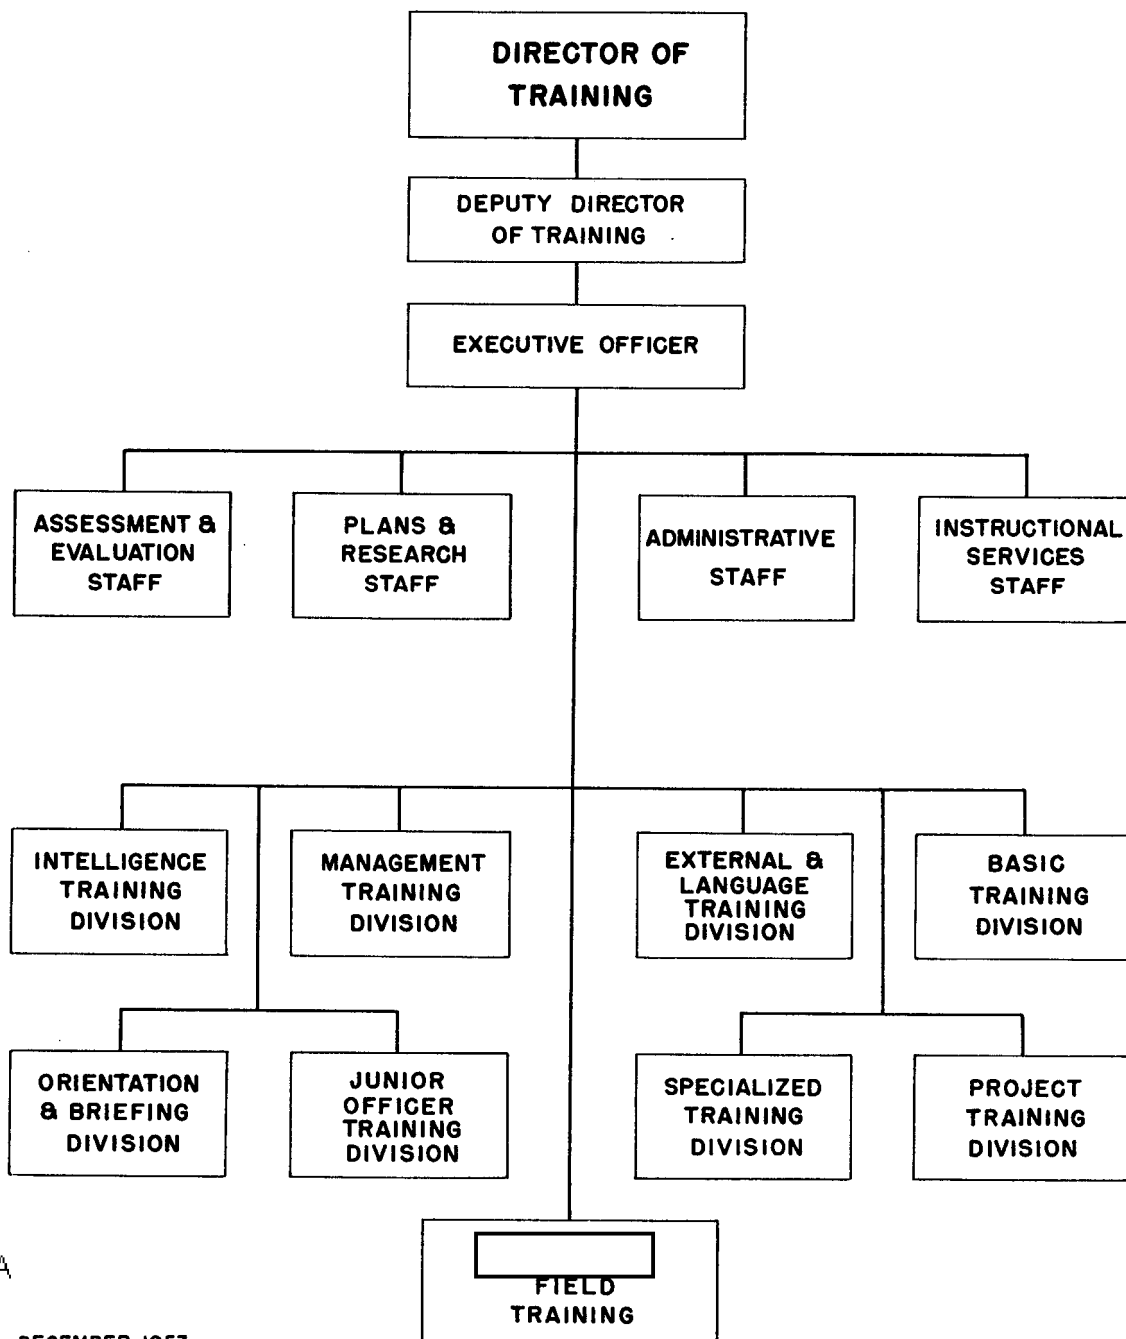 DIRECTOR OF
TRAINING
DEPUTY DIRECTOR
OF TRAINING
EXECUTIVE OFFICER
ASSESSMENT &
EVALUATION
STAFF
PLANS &
RESEARCH
STAFF
ADMINISTRATIVE
STAFF
INSTRUCTIONAL
SERVICES
STAFF
INTELLIGENCE
TRAINING
DIVISION
MANAGEMENT
TRAINING
DIVISION
EXTERNAL &
LANGUAGE
TRAINING
DIVISION
BASIC
TRAINING
DIVISION
ORIENTATION
& BRIEFING
DIVISION
JUNIOR
OFFICER
TRAINING
DIVISION
SPECIALIZED
TRAINING
DIVISION
PROJECT
TRAINING
DIVISION
FIELD
TRAINING
DECEMBER 1953